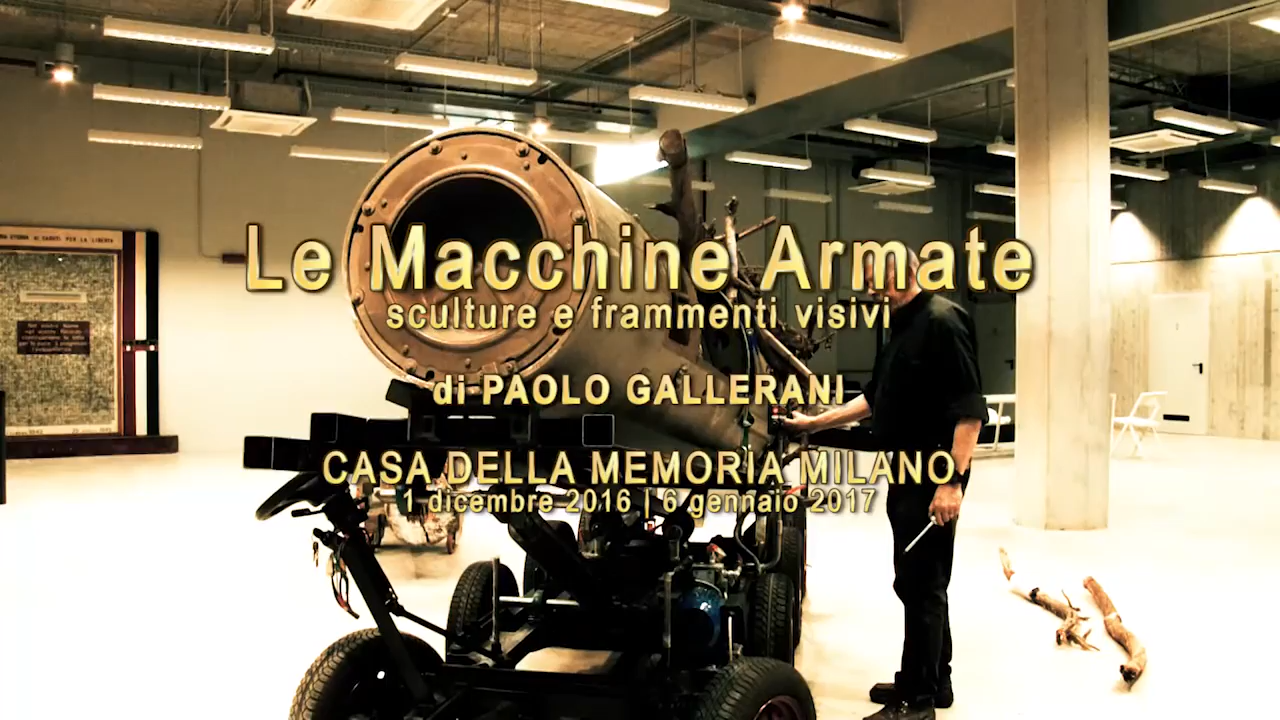 Le Macchine Armate
sculture e frammenti visivi
di PAOLO GALLERANI
CASA DELLA MEMORIA MILANO
1 dicembre 2016 | 6 gennaio 2017